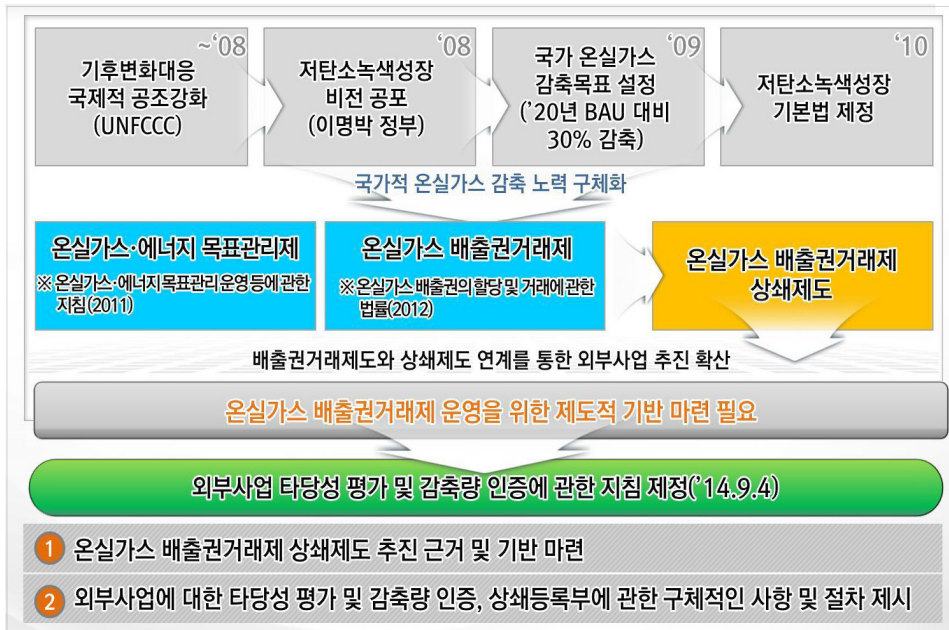 ~‘08
기후변화대응
국제적 공조강화
(UNFCCC)
‘08
저탄소녹색성장
비전 공포
(이명박 정부)
‘09
국가 온실가스
감축목표 설정
(’20년 BAU 대비
30% 감축)
‘10
저탄소녹색성장
기본법 제정
국가적 온실가스 감축 노력 구체화
온실가스·에너지 목표관리제
※ 온실가스·에너지 목표관리 운영 등에 관한
지침(2011)
온실가스 배출권거래제
※ 온실가스 배출권의 할당 및 거래에 관한
법률(2012)
온실가스 배출권거래제
상쇄제도
배출권거래제도와 상쇄제도 연계를 통한 외부사업 추진 확산
온실가스 배출권거래제 운영을 위한 제도적 기반 마련 필요
외부사업 타당성 평가 및 감축량 인증에 관한 지침 제정(’14.9.4)
1 온실가스 배출권거래제 상쇄제도 추진 근거 및 기반 마련
2 외부사업에 대한 타당성 평가 및 감축량 인증, 상쇄등록부에 관한 구체적인 사항 및 절차 제시